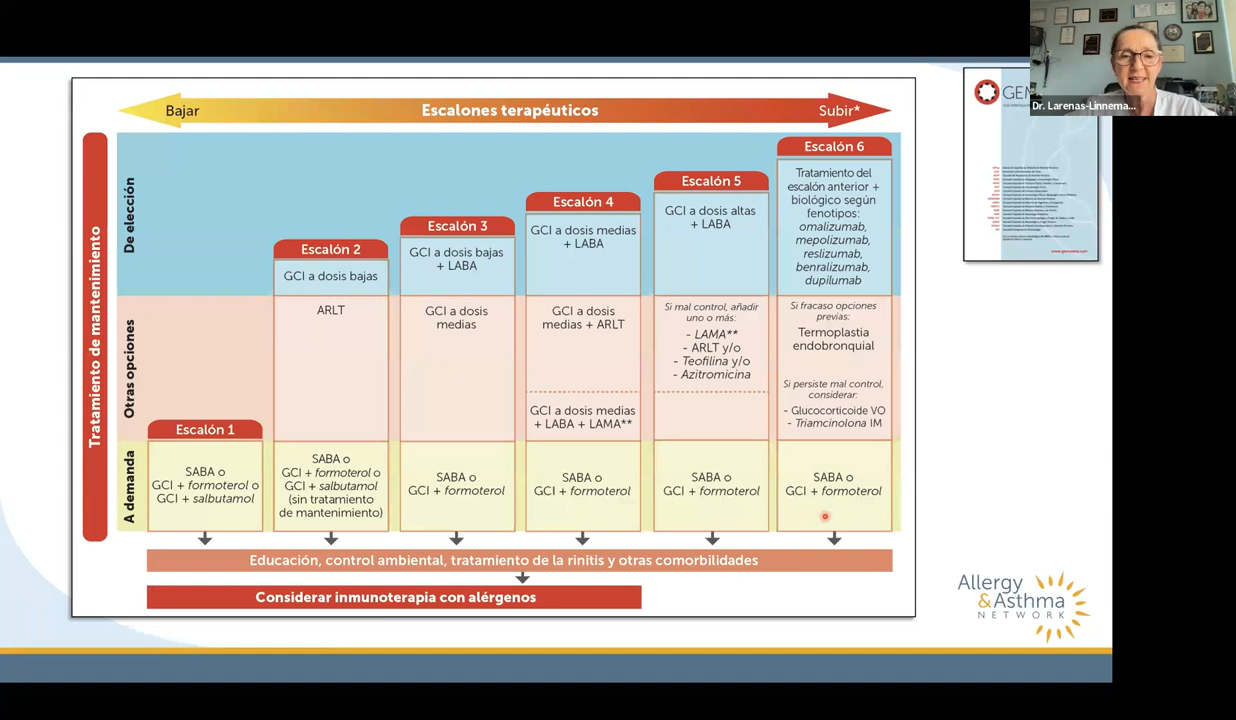 Bajar
Escalones terapéuticos
Subir*
Tratamiento de mantenimiento
De elección
Otras opciones
A demanda
Escalón 1
SABA o
GCI + formoterol o
GCI + salbutamol
Escalón 2
GCI a dosis bajas
ARLT
SABA o
GCI + formoterol o
GCI + salbutamol
(sin tratamiento
de mantenimiento)
Escalón 3
GCI a dosis bajas
+ LABA
GCI a dosis
medias
SABA o
GCI + formoterol
Escalón 4
GCI a dosis medias
+ LABA
GCI a dosis
medias + ARLT
GCI a dosis medias
+ LABA + LAMA**
SABA o
GCI + formoterol
Escalón 5
GCI a dosis altas
+ LABA
Si mal control, añadir
uno o más:
- LAMA**
- ARLT y/o
- Teofilina y/o
- Azitromicina
SABA o
GCI + formoterol
Escalón 6
Tratamiento del
escalón anterior +
biológico según
fenotipos:
omalizumab,
mepolizumab,
reslizumab,
benralizumab,
dupilumab
Si fracaso opciones
previas:
Termoplastia
endobronquial
Si persiste mal control,
considerar:
- Glucocorticoide VO
- Triamcinolona IM
SABA o
GCI + formoterol
Educación, control ambiental, tratamiento de la rinitis y otras comorbilidades
Considerar inmunoterapia con alérgenos
Dr. Larenas-Linnema...
www.gemasma.com
Allergy
&Asthma
NETWORK